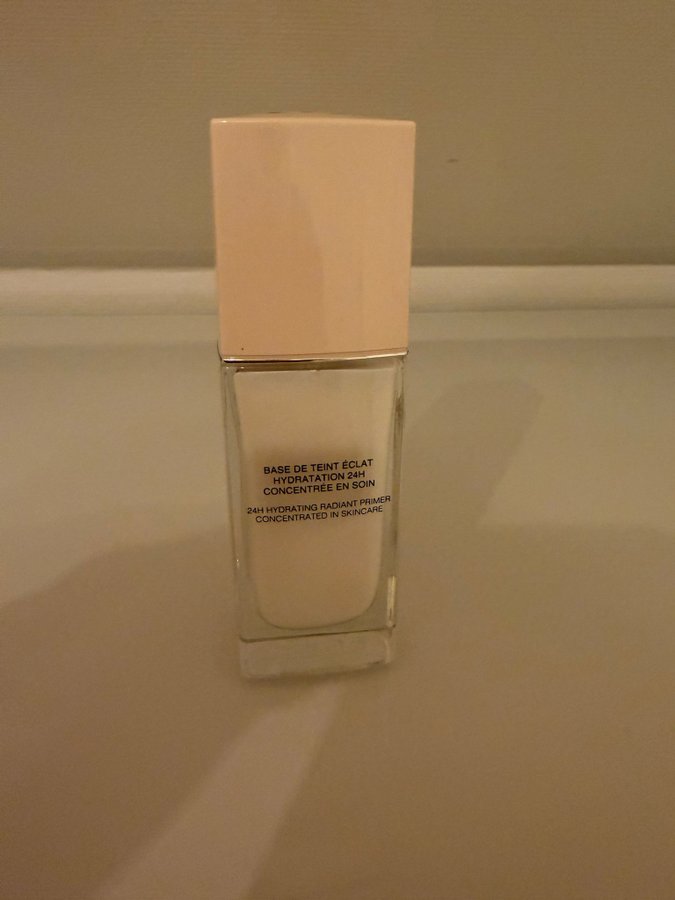 BASE DE TEINT ÉCLAT
HYDRATATION 24H
CONCENTRÉE EN SOIN
24H HYDRATING RADIANT PRIMER
CONCENTRATED IN SKINCARE